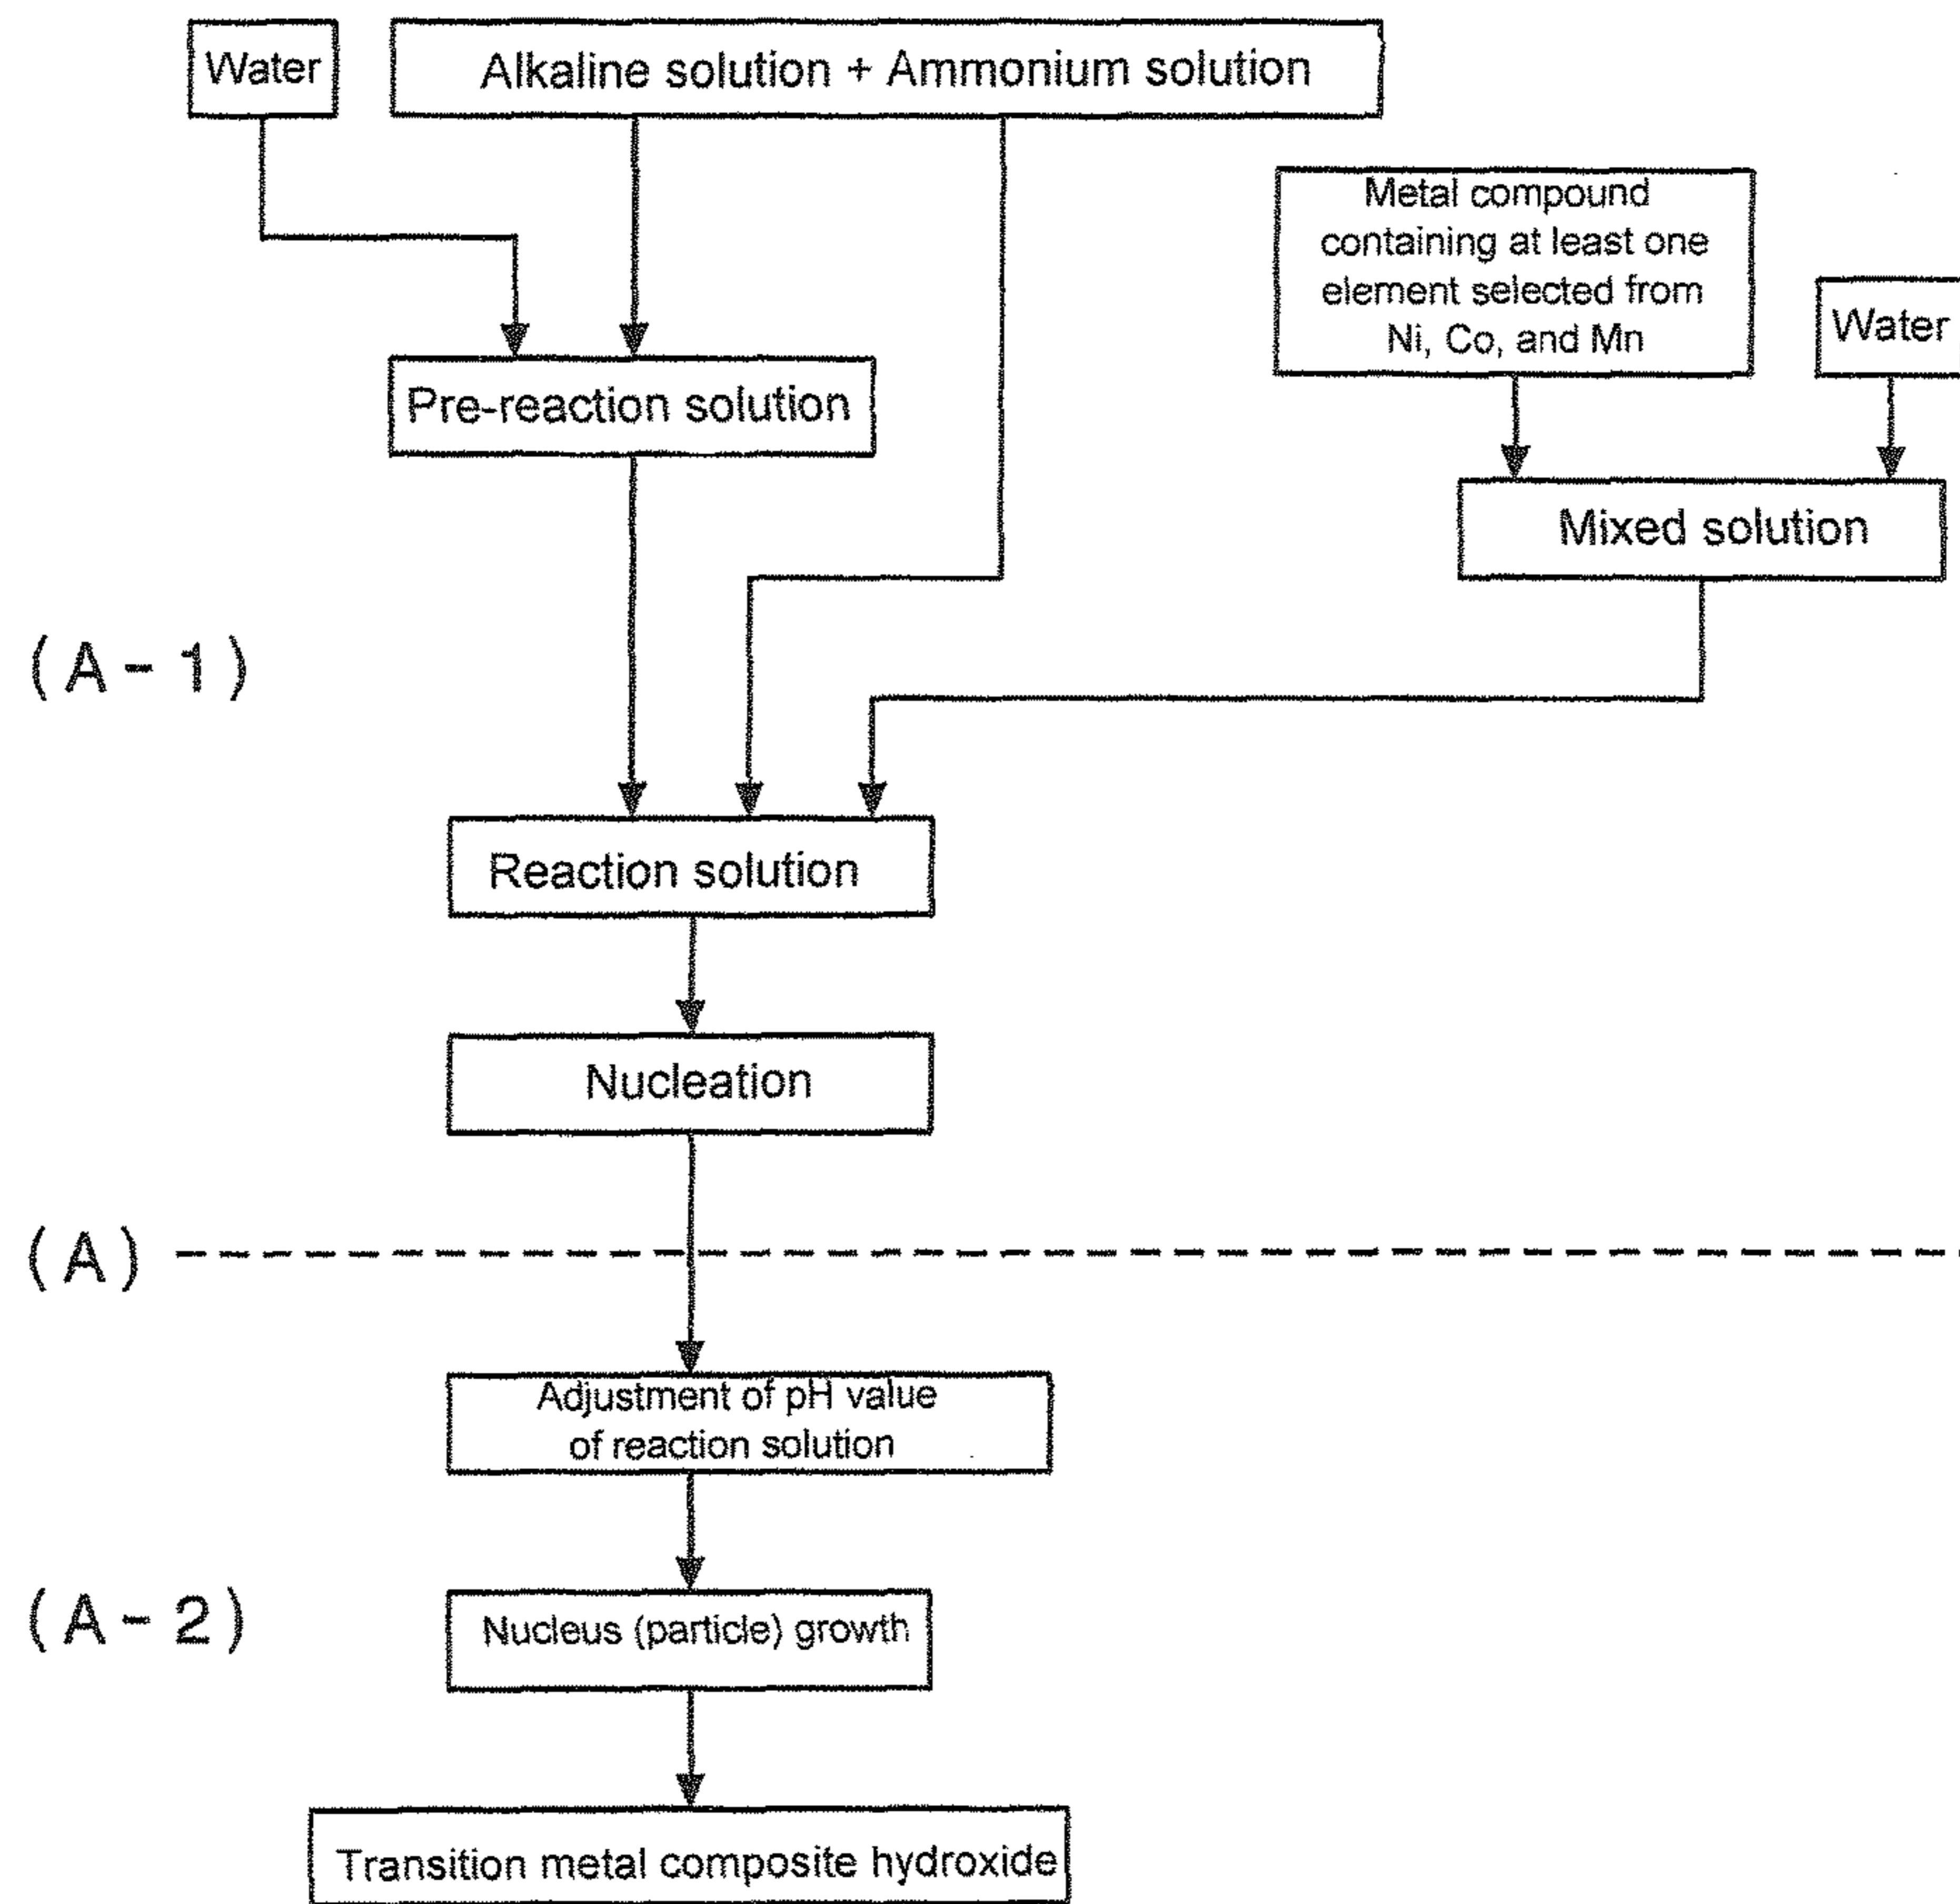 Water
Alkaline solution + Ammonium solution
Metal compound
containing at least one
element selected from
Ni, Co, and Mn
Water
Pre-reaction solution
Mixed solution
(A-1)
Reaction solution
Nucleation
(A)
Adjustment of pH value
of reaction solution
(A-2)
Nucleus (particle) growth
Transition metal composite hydroxide